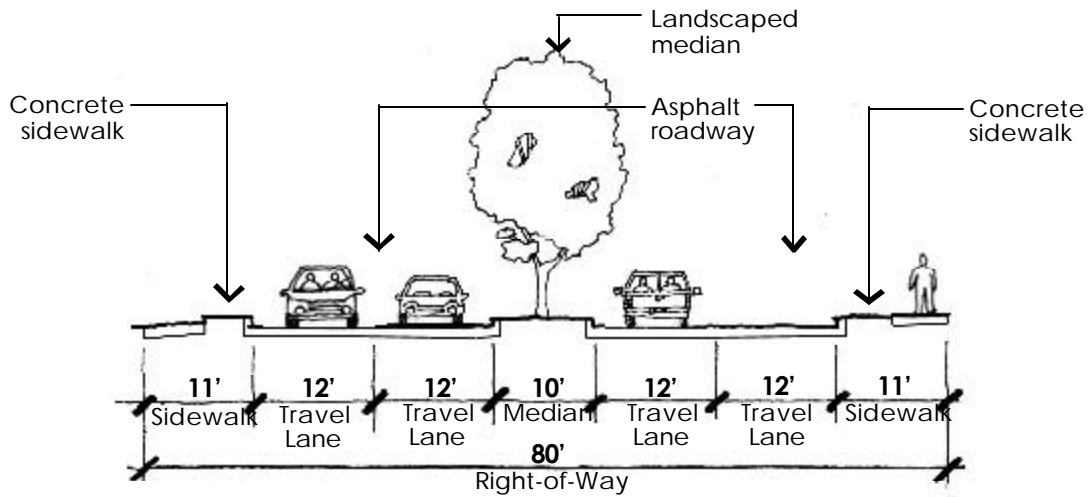 Landscaped
median
Concrete
sidewalk
Asphalt
roadway
Concrete
sidewalk
11’ 12’ 12’ 10’ 12’ 12’ 11’
Sidewalk Travel Travel Median Travel Travel Sidewalk
Lane Lane Lane Lane
80’
Right-of-Way